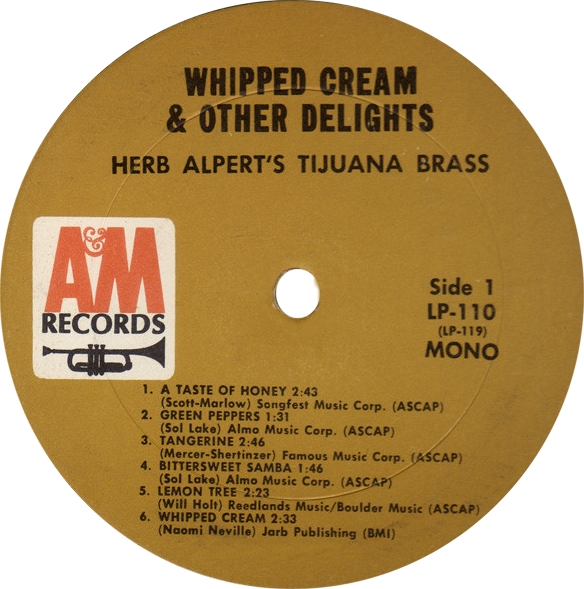 WHIPPED CREAM
& OTHER DELIGHTS
HERB ALPERT'S TIJUANA BRASS
A&M
RECORDS
Side 1
LP-110
(LP-119)
MONO
1. A TASTE OF HONEY 2:43
(Scott-Marlow) Songfest Music Corp. (ASCAP)
2. GREEN PEPPERS 1:31
(Sol Lake) Almo Music Corp. (ASCAP)
3. TANGERINE 2:46
(Mercer-Shertinzer) Famous Music Corp. (ASCAP)
4. BITTERSWEET SAMBA 1:46
(Sol Lake) Almo Music Corp. (ASCAP)
5. LEMON TREE 2:23
(Will Holt) Reedlands Music/Boulder Music (ASCAP)
6. WHIPPED CREAM 2:33
(Naomi Neville) Jarb Publishing (BMI)